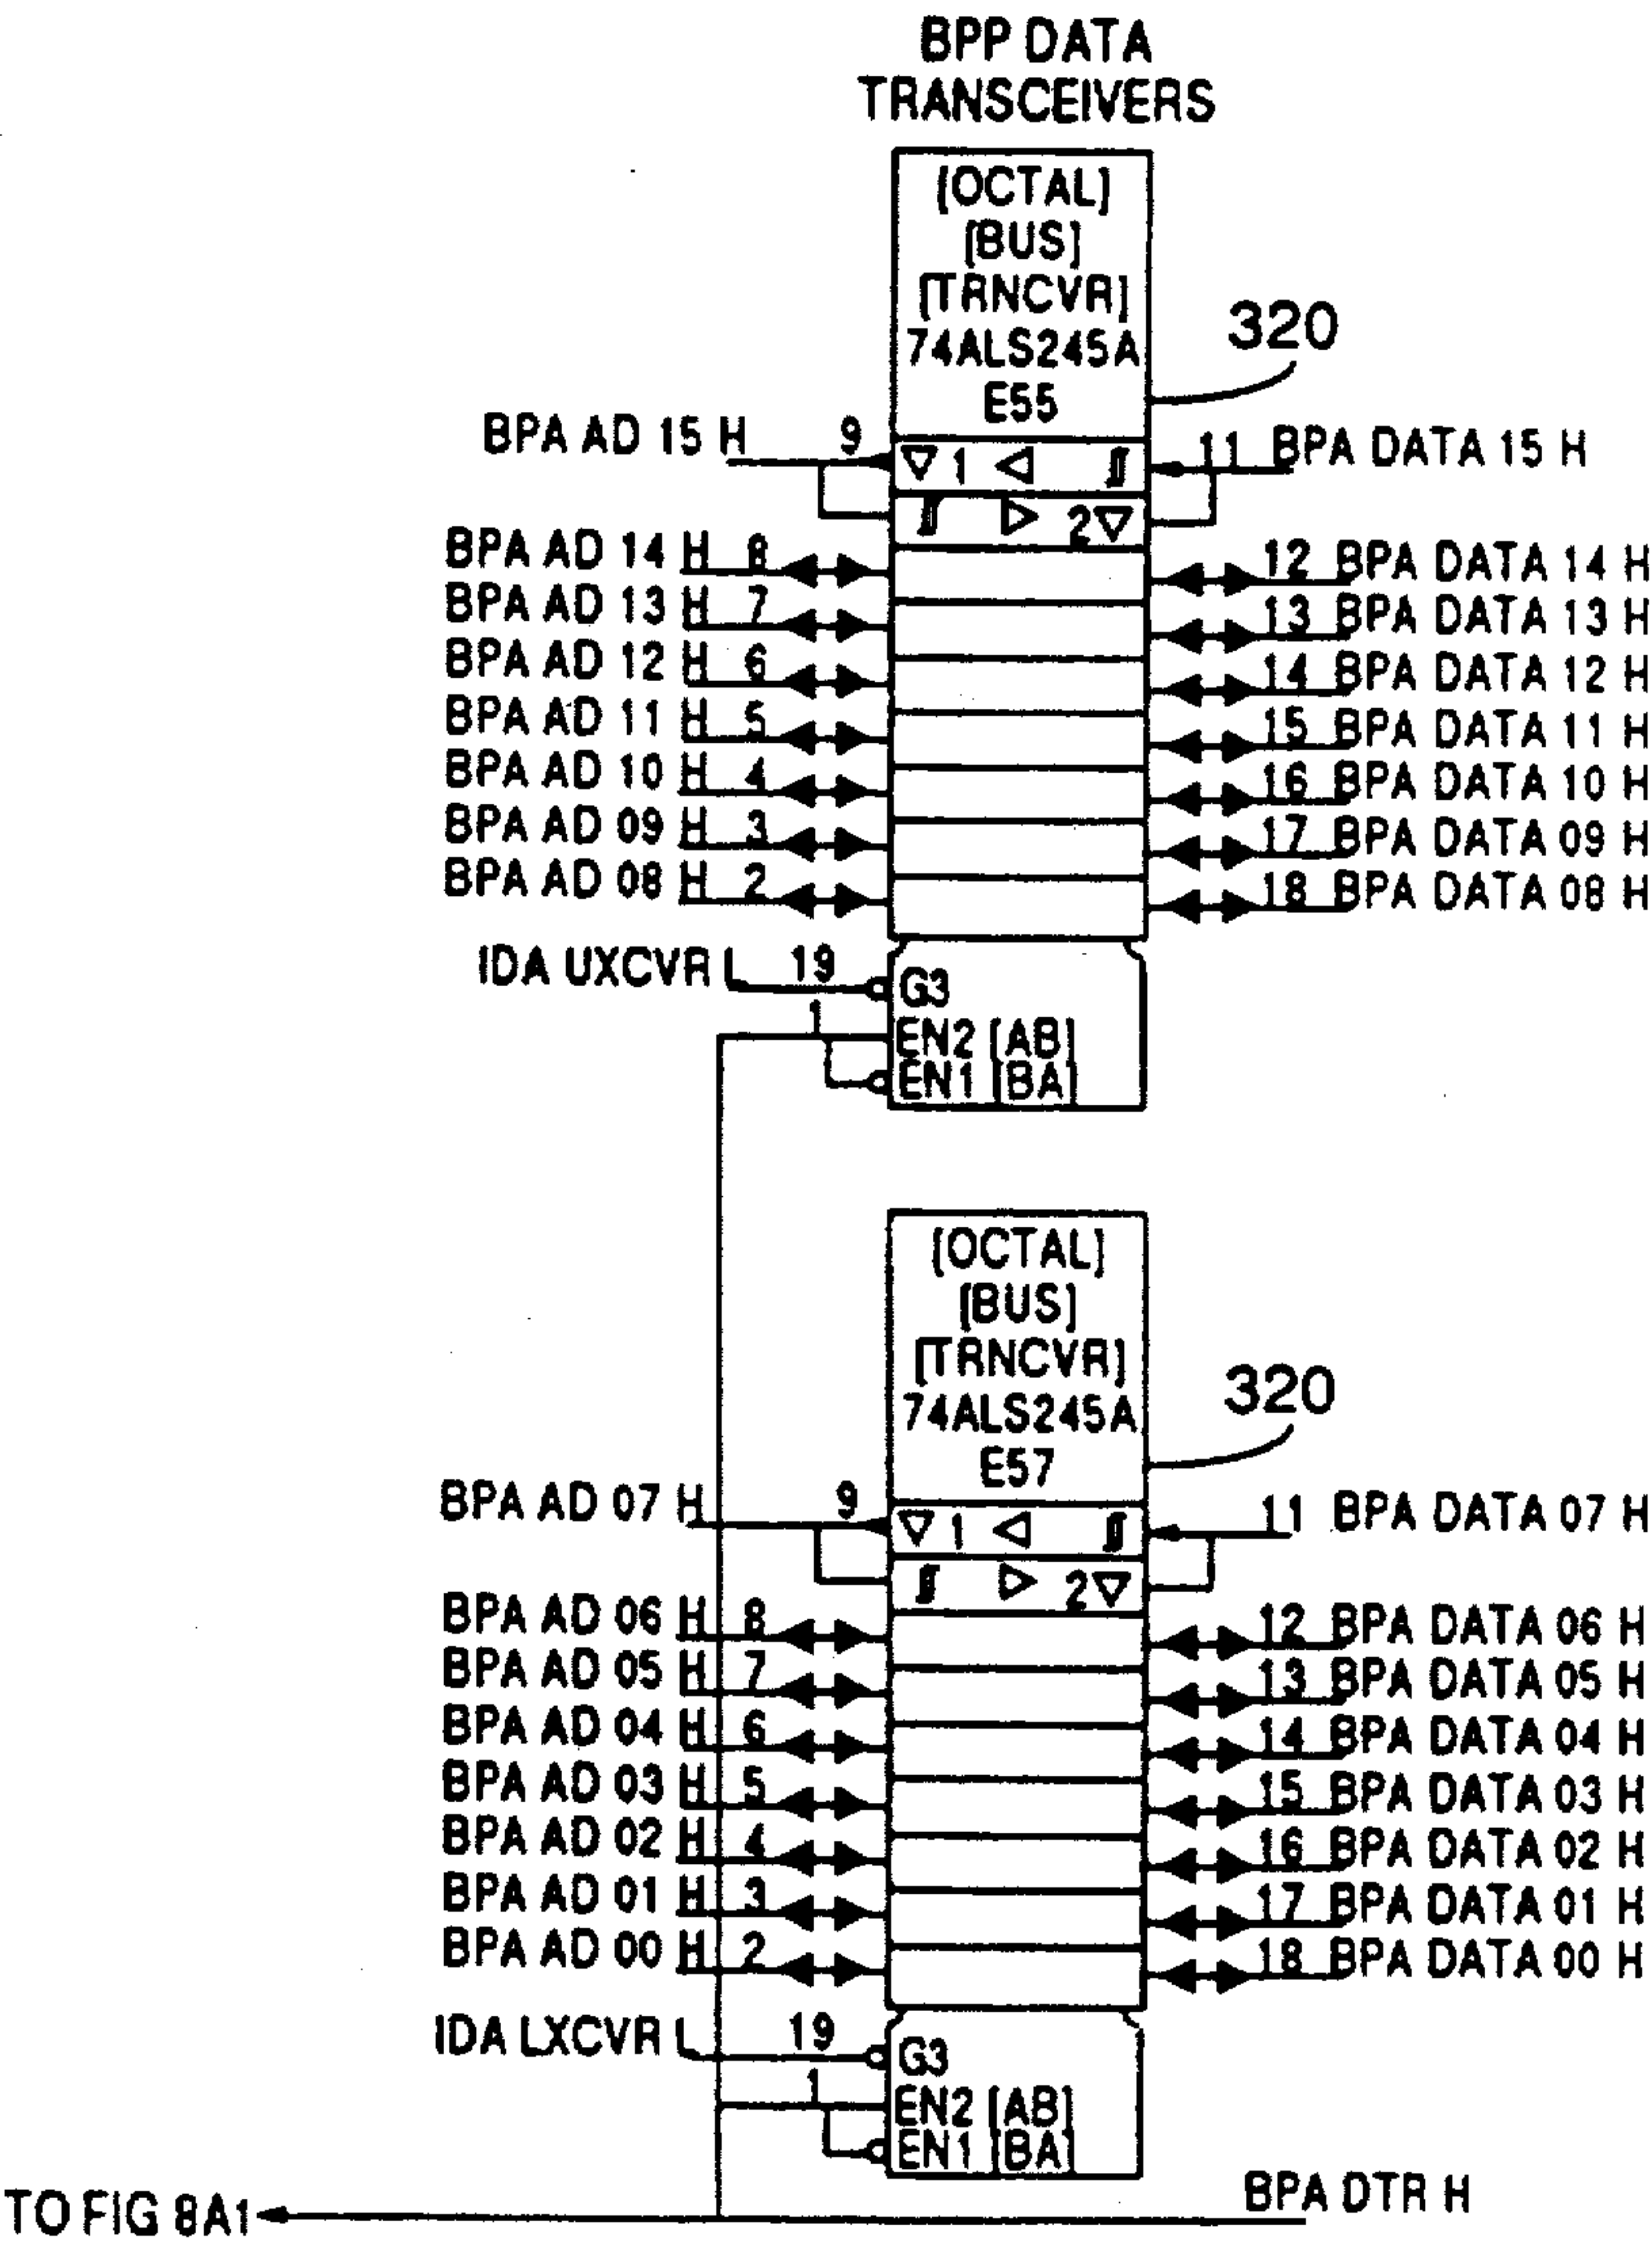 BPP DATA
TRANSCEIVERS
[OCTAL]
[BUS]
[TRNCVR]
74ALS245A
E55
320
BPA AD 15 H 9 1 11 BPA DATA 15 H
2
BPA AD 14 H 8 12 BPA DATA 14 H
BPA AD 13 H 7 13 BPA DATA 13 H
BPA AD 12 H 6 14 BPA DATA 12 H
BPA AD 11 H 5 15 BPA DATA 11 H
BPA AD 10 H 4 16 BPA DATA 10 H
BPA AD 09 H 3 17 BPA DATA 09 H
BPA AD 08 H 2 18 BPA DATA 08 H
IDA UXCVR L 19 G3
1 EN2 [AB]
EN1 [BA]
[OCTAL]
[BUS]
[TRNCVR]
74ALS245A
E57
320
BPA AD 07 H 9 1 11 BPA DATA 07 H
2
BPA AD 06 H 8 12 BPA DATA 06 H
BPA AD 05 H 7 13 BPA DATA 05 H
BPA AD 04 H 6 14 BPA DATA 04 H
BPA AD 03 H 5 15 BPA DATA 03 H
BPA AD 02 H 4 16 BPA DATA 02 H
BPA AD 01 H 3 17 BPA DATA 01 H
BPA AD 00 H 2 18 BPA DATA 00 H
IDA LXCVR L 19 G3
1 EN2 [AB]
EN1 [BA]
BPA DTR H
TO FIG 8A1